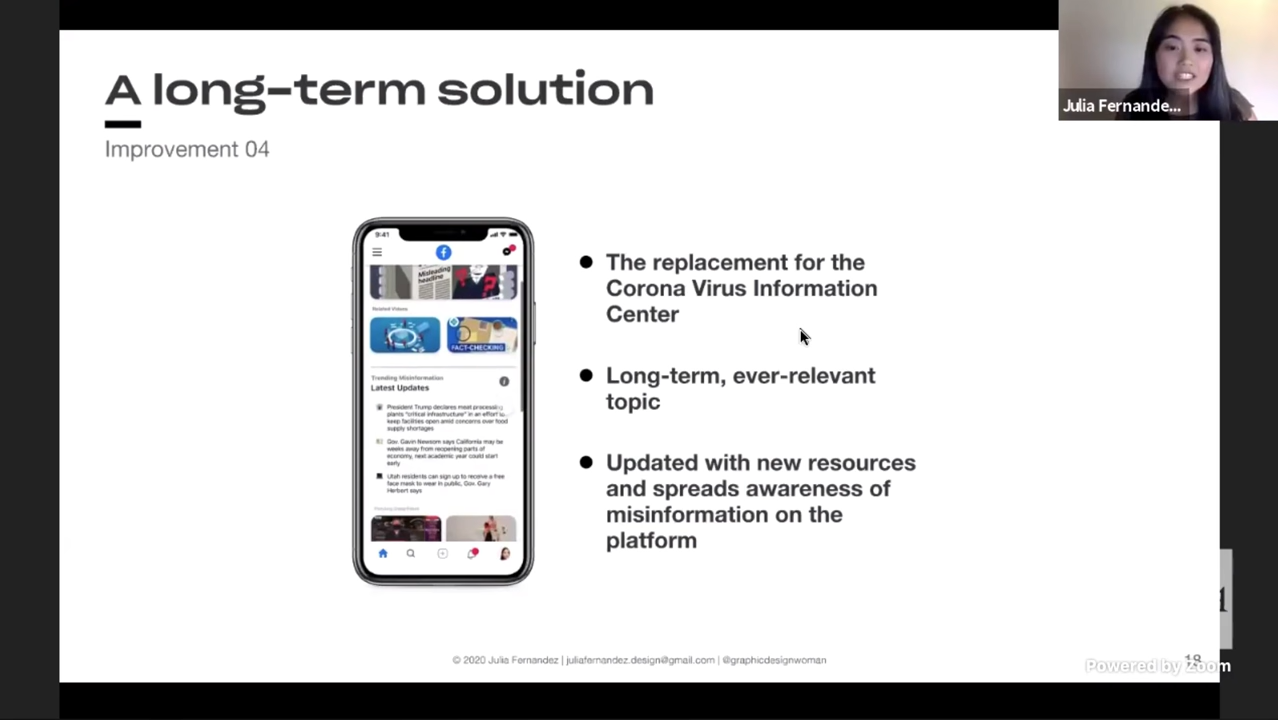 A long-term solution
Improvement 04
Julia Fernande...
9:41
Misleading
headline
Related Videos
FACT-CHECKING
Trending Misinformation
Latest Updates
President Trump declares meat processing
plants "critical infrastructure" in an effort to
keep facilities open amid concerns over food
supply shortages
Gov. Gavin Newsom says California may be
weeks away from reopening parts of
economy, next academic year could start
early
Utah residents can sign up to receive a free
face mask to wear in public, Gov. Gary
Herbert says
The replacement for the
Corona Virus Information
Center
Long-term, ever-relevant
topic
Updated with new resources
and spreads awareness of
misinformation on the
platform
© 2020 Julia Fernandez | juliafernandez.design@gmail.com | @graphicdesignwoman
18
Powered by Zoom